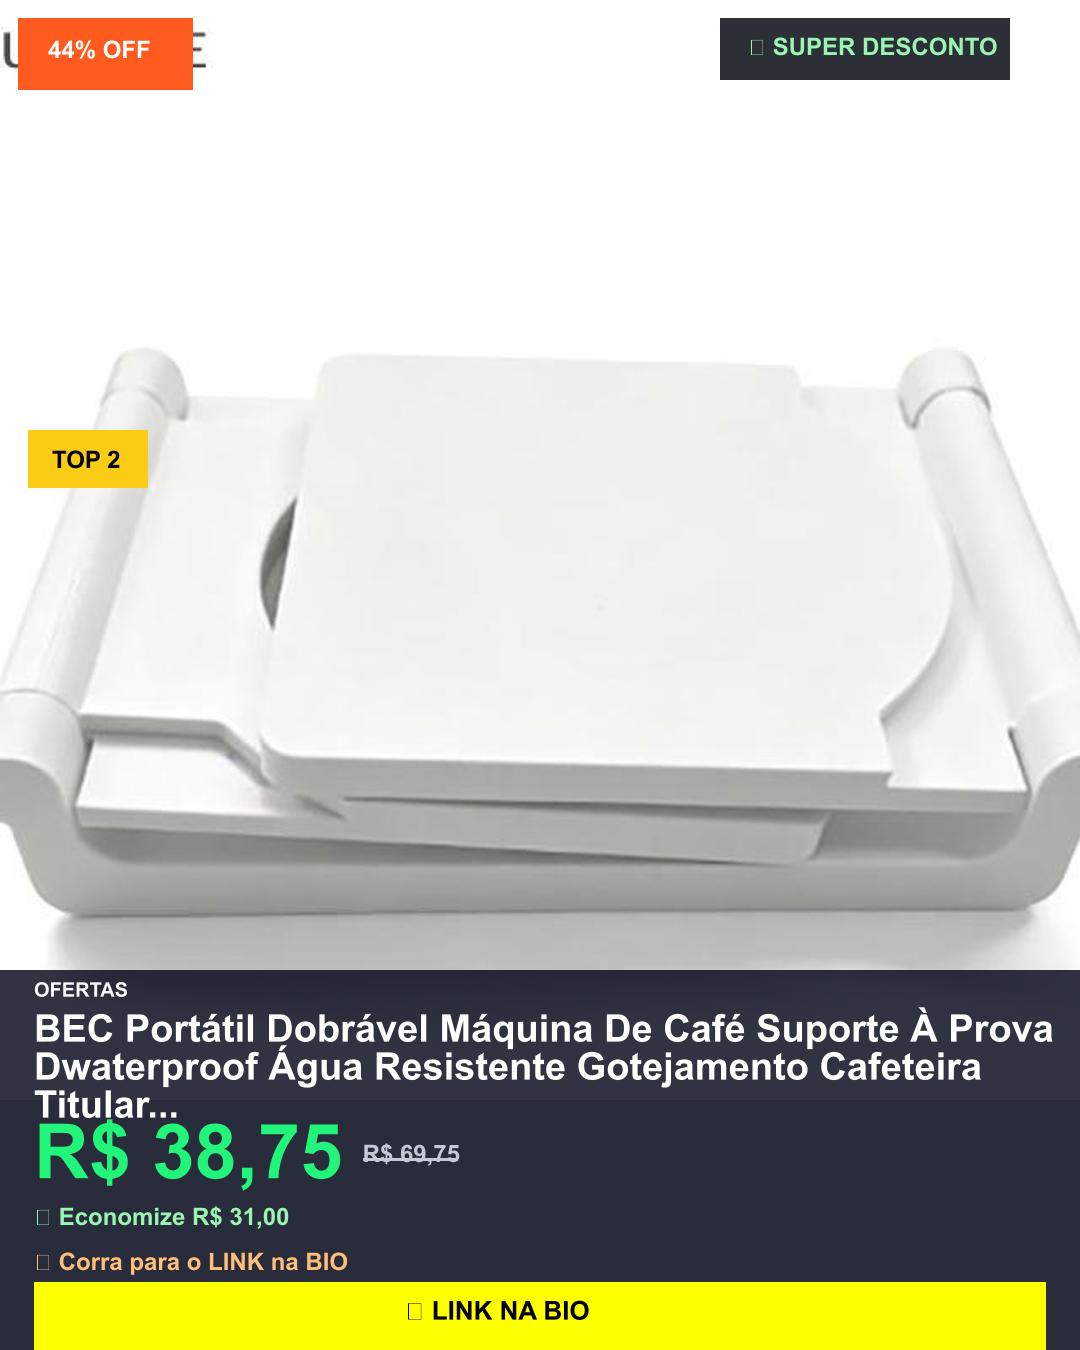 44% OFF
SUPER DESCONTO
TOP 2
OFERTAS
BEC Portátil Dobrável Máquina De Café Suporte À Prova
Dwaterproof Água Resistente Gotejamento Cafeteira
Titular...
R$ 38,75 R$ 69,75
Economize R$ 31,00
Corra para o LINK na BIO
LINK NA BIO